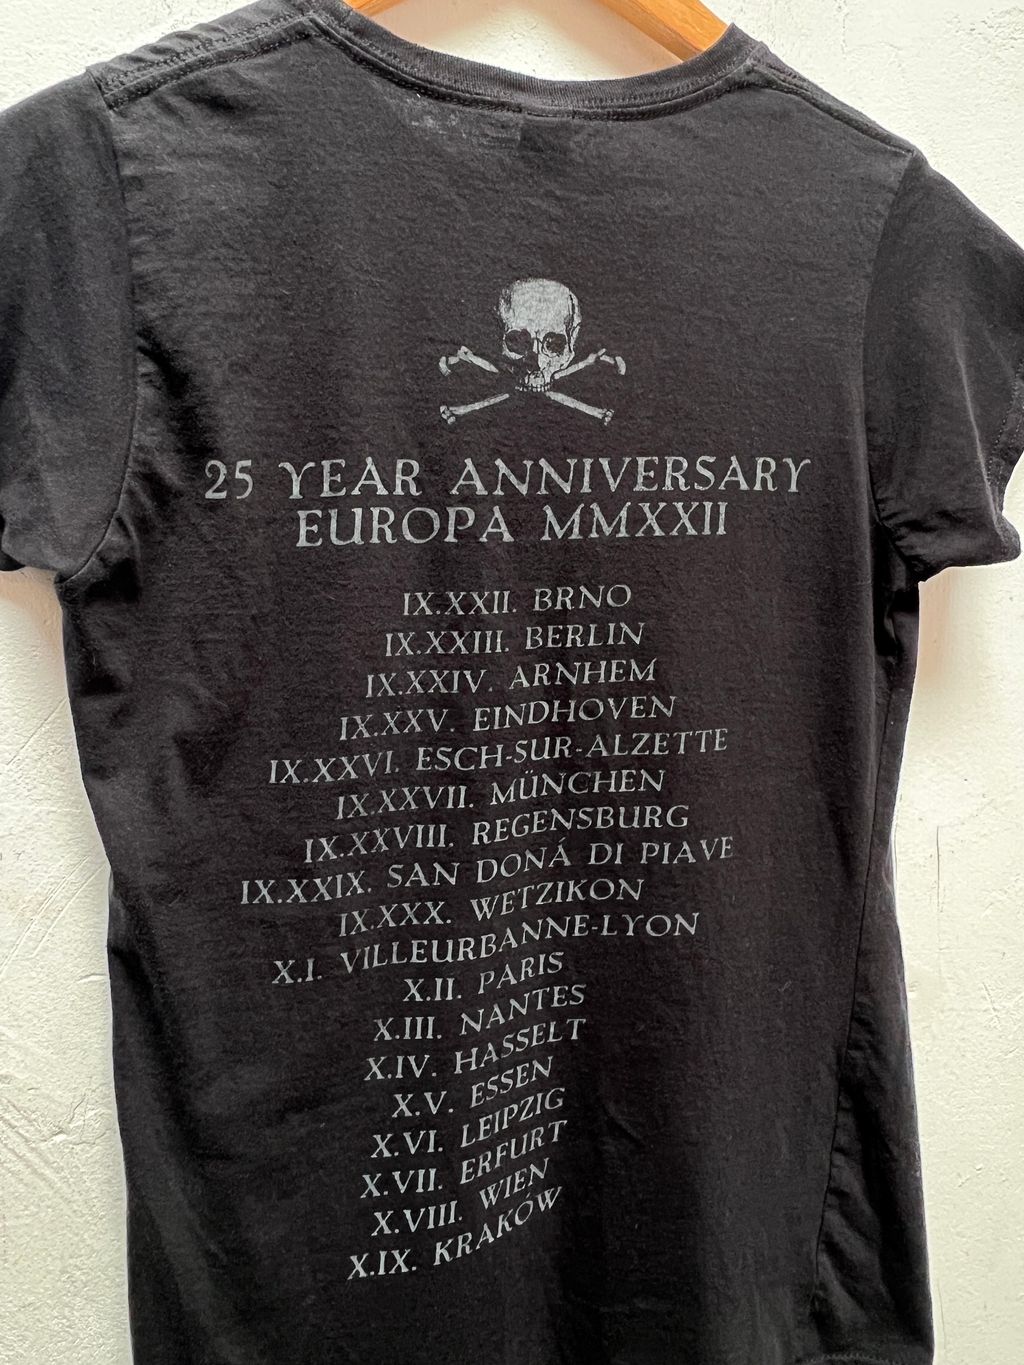 25 YEAR ANNIVERSARY
EUROPA MMXXII
IX.XXII. BRNO
IX.XXIII. BERLIN
IX.XXIV. ARNHEM
IX.XXV. EINDHOVEN
IX.XXVI. ESCH-SUR-ALZETTE
IX.XXVII. MÜNCHEN
IX.XXVIII. REGENSBURG
IX.XXIX. SAN DONÁ DI PIAVE
IX.XXX. WETZIKON
X.I. VILLEURBANNE-LYON
X.II. PARIS
X.III. NANTES
X.IV. HASSELT
X.V. ESSEN
X.VI. LEIPZIG
X.VII. ERFURT
X.VIII. WIEN
X.IX. KRAKÓW